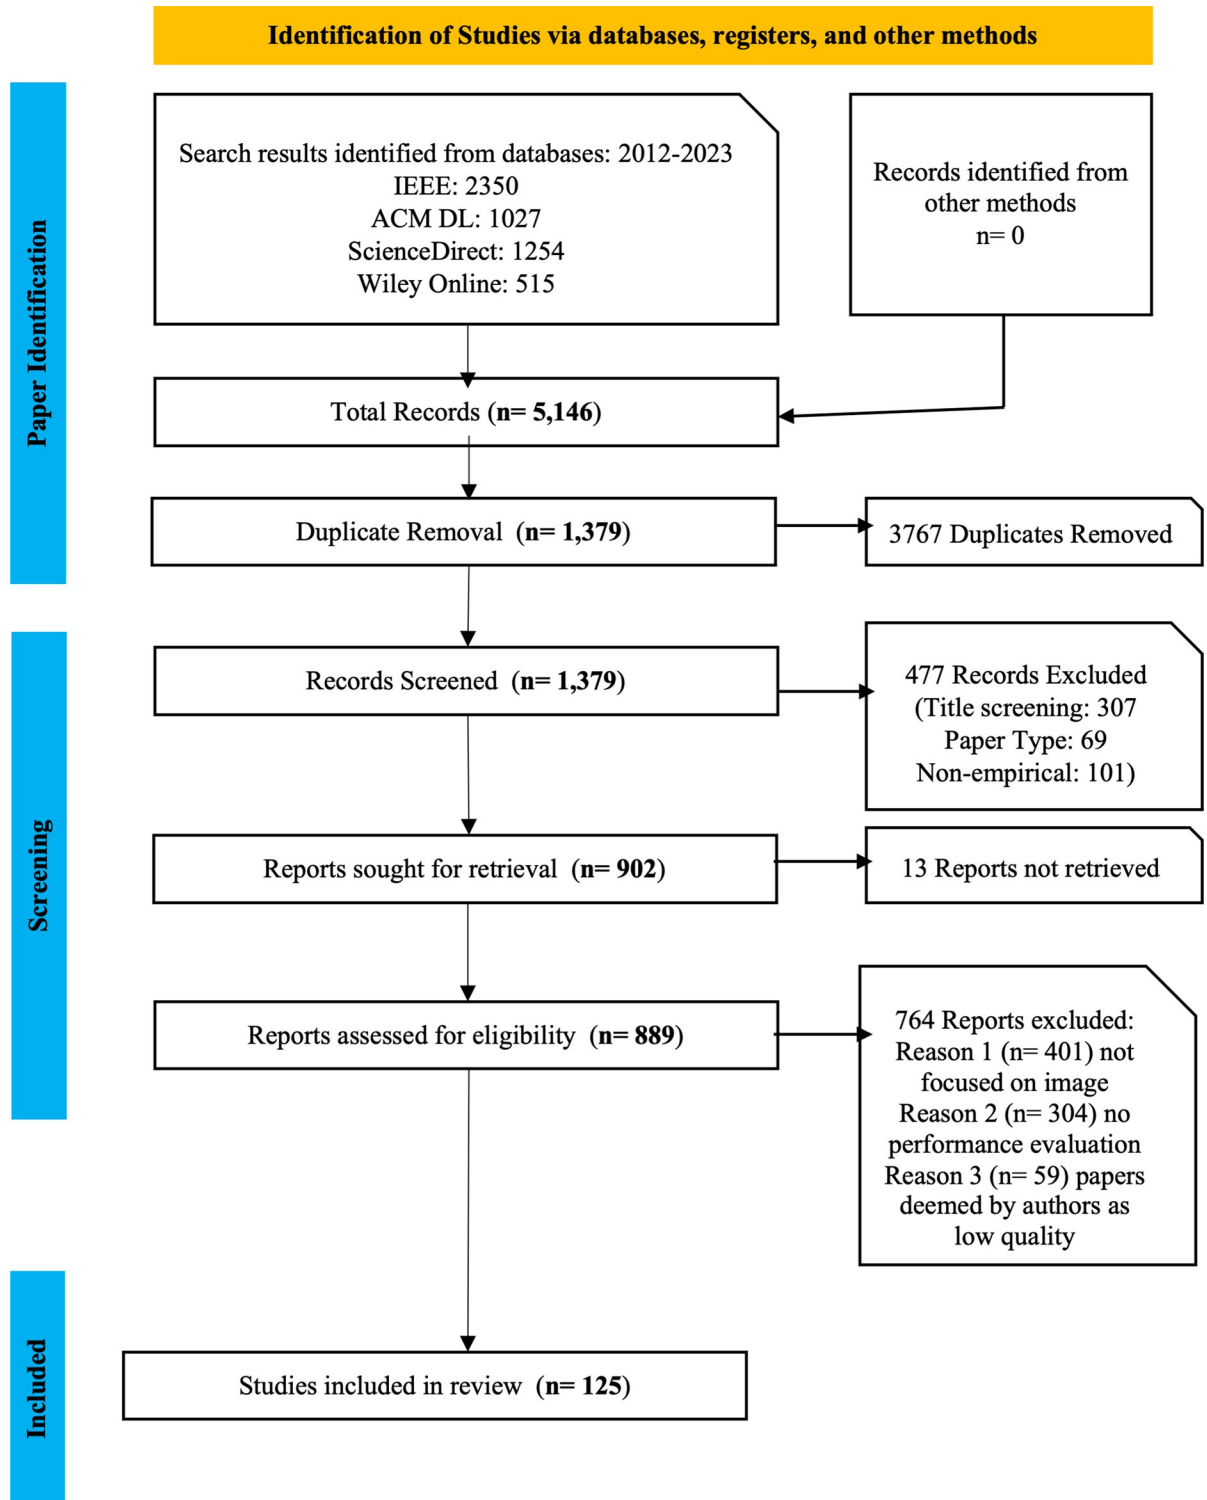 Identification of Studies via databases, registers, and other methods
Paper Identification
Search results identified from databases: 2012-2023
IEEE: 2350
ACM DL: 1027
ScienceDirect: 1254
Wiley Online: 515
Records identified from
other methods
n= 0
Total Records (n= 5,146)
Duplicate Removal (n= 1,379)
3767 Duplicates Removed
Screening
Records Screened (n= 1,379)
477 Records Excluded
(Title screening: 307
Paper Type: 69
Non-empirical: 101)
Reports sought for retrieval (n= 902)
13 Reports not retrieved
Reports assessed for eligibility (n= 889)
764 Reports excluded:
Reason 1 (n= 401) not
focused on image
Reason 2 (n= 304) no
performance evaluation
Reason 3 (n= 59) papers
deemed by authors as
low quality
Included
Studies included in review (n= 125)